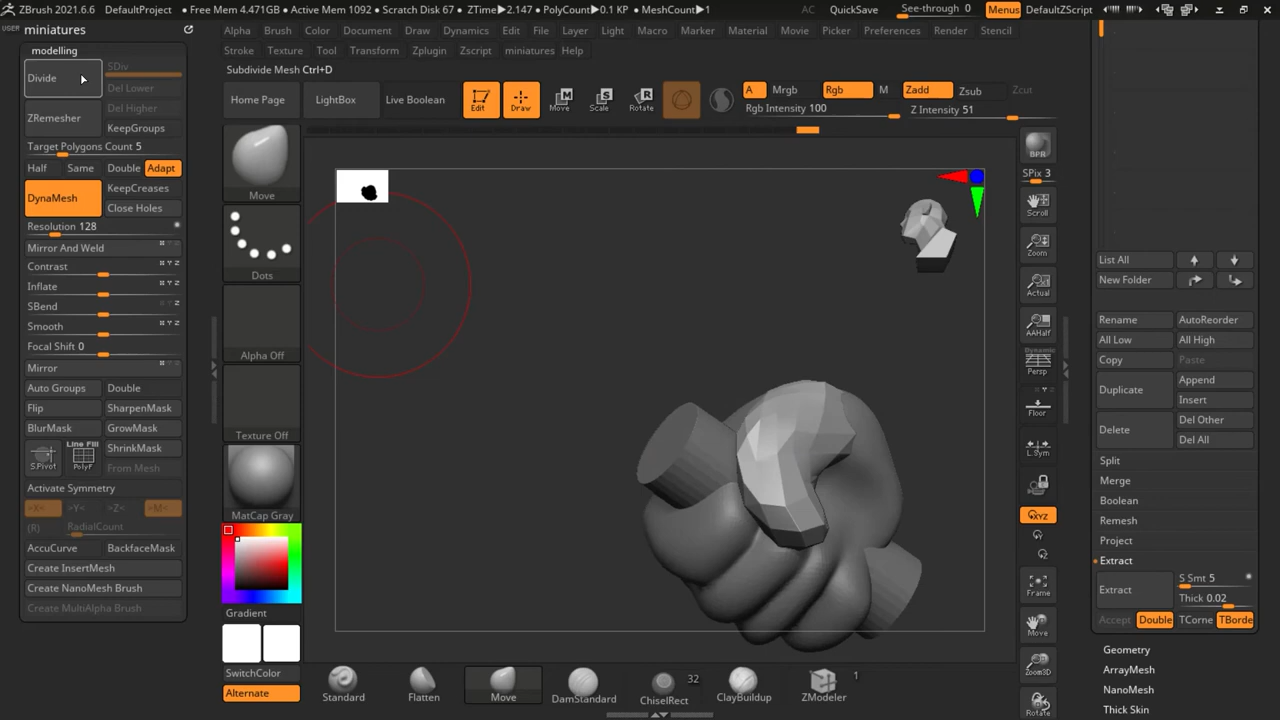 ZBrush 2021.6.6 DefaultProject • Free Mem 4.471GB • Active Mem 1092 • Scratch Disk 67 • ZTime▶2.147 • PolyCount▶0.1 KP • MeshCount▶1 AC QuickSave See-through 0 Menus DefaultZScript
USER miniatures
Alpha Brush Color Document Draw Dynamics Edit File Layer Light Macro Marker Material Movie Picker Preferences Render Stencil
Stroke Texture Tool Transform Zplugin Zscript miniatures Help
Subdivide Mesh Ctrl+D
modelling
Divide
SDiv
Del Lower
ZRemesher
Del Higher
KeepGroups
Target Polygons Count 5
Half Same Double Adapt
DynaMesh
KeepCreases
Close Holes
Resolution 128
Mirror And Weld
Contrast
Inflate
SBend
Smooth
Focal Shift 0
Mirror
Auto Groups Double
Flip SharpenMask
BlurMask GrowMask
S.Pivot
Line Fill
PolyF
ShrinkMask
From Mesh
Activate Symmetry
>X< >Y< >Z< >M<
(R) RadialCount
AccuCurve BackfaceMask
Create InsertMesh
Create NanoMesh Brush
Create MultiAlpha Brush
Home Page LightBox Live Boolean
Edit Draw Move Scale Rotate
A Mrgb Rgb M Zadd Zsub Zcut
Rgb Intensity 100 Z Intensity 51
Move
Dots
Alpha Off
Texture Off
MatCap Gray
Gradient
SwitchColor
Alternate
Standard Flatten Move DamStandard ChiselRect 32 ClayBuildup ZModeler 1
BPR
SPix 3
Scroll
Zoom
Actual
AAHalf
Dynamic
Persp
Floor
L.Sym
XYZ
Y
Z
Frame
Move
Zoom3D
Rotate
List All
New Folder
Rename AutoReorder
All Low All High
Copy Paste
Duplicate
Append
Insert
Delete
Del Other
Del All
Split
Merge
Boolean
Remesh
Project
Extract
Extract
S Smt 5
Thick 0.02
Accept Double TCorne TBorde
Geometry
ArrayMesh
NanoMesh
Thick Skin